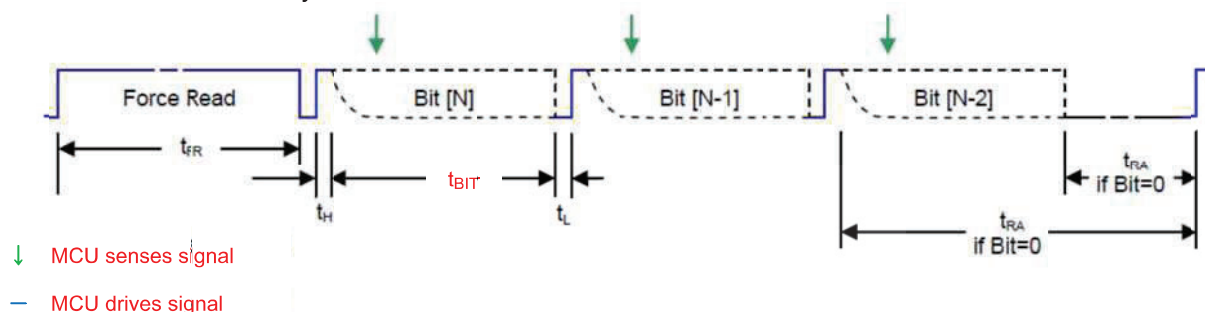 Force Read
Bit [N]
Bit [N-1]
Bit [N-2]
tfR
tBIT
tRA
if Bit=0
tH
tL
tRA
if Bit=0
MCU senses signal
MCU drives signal